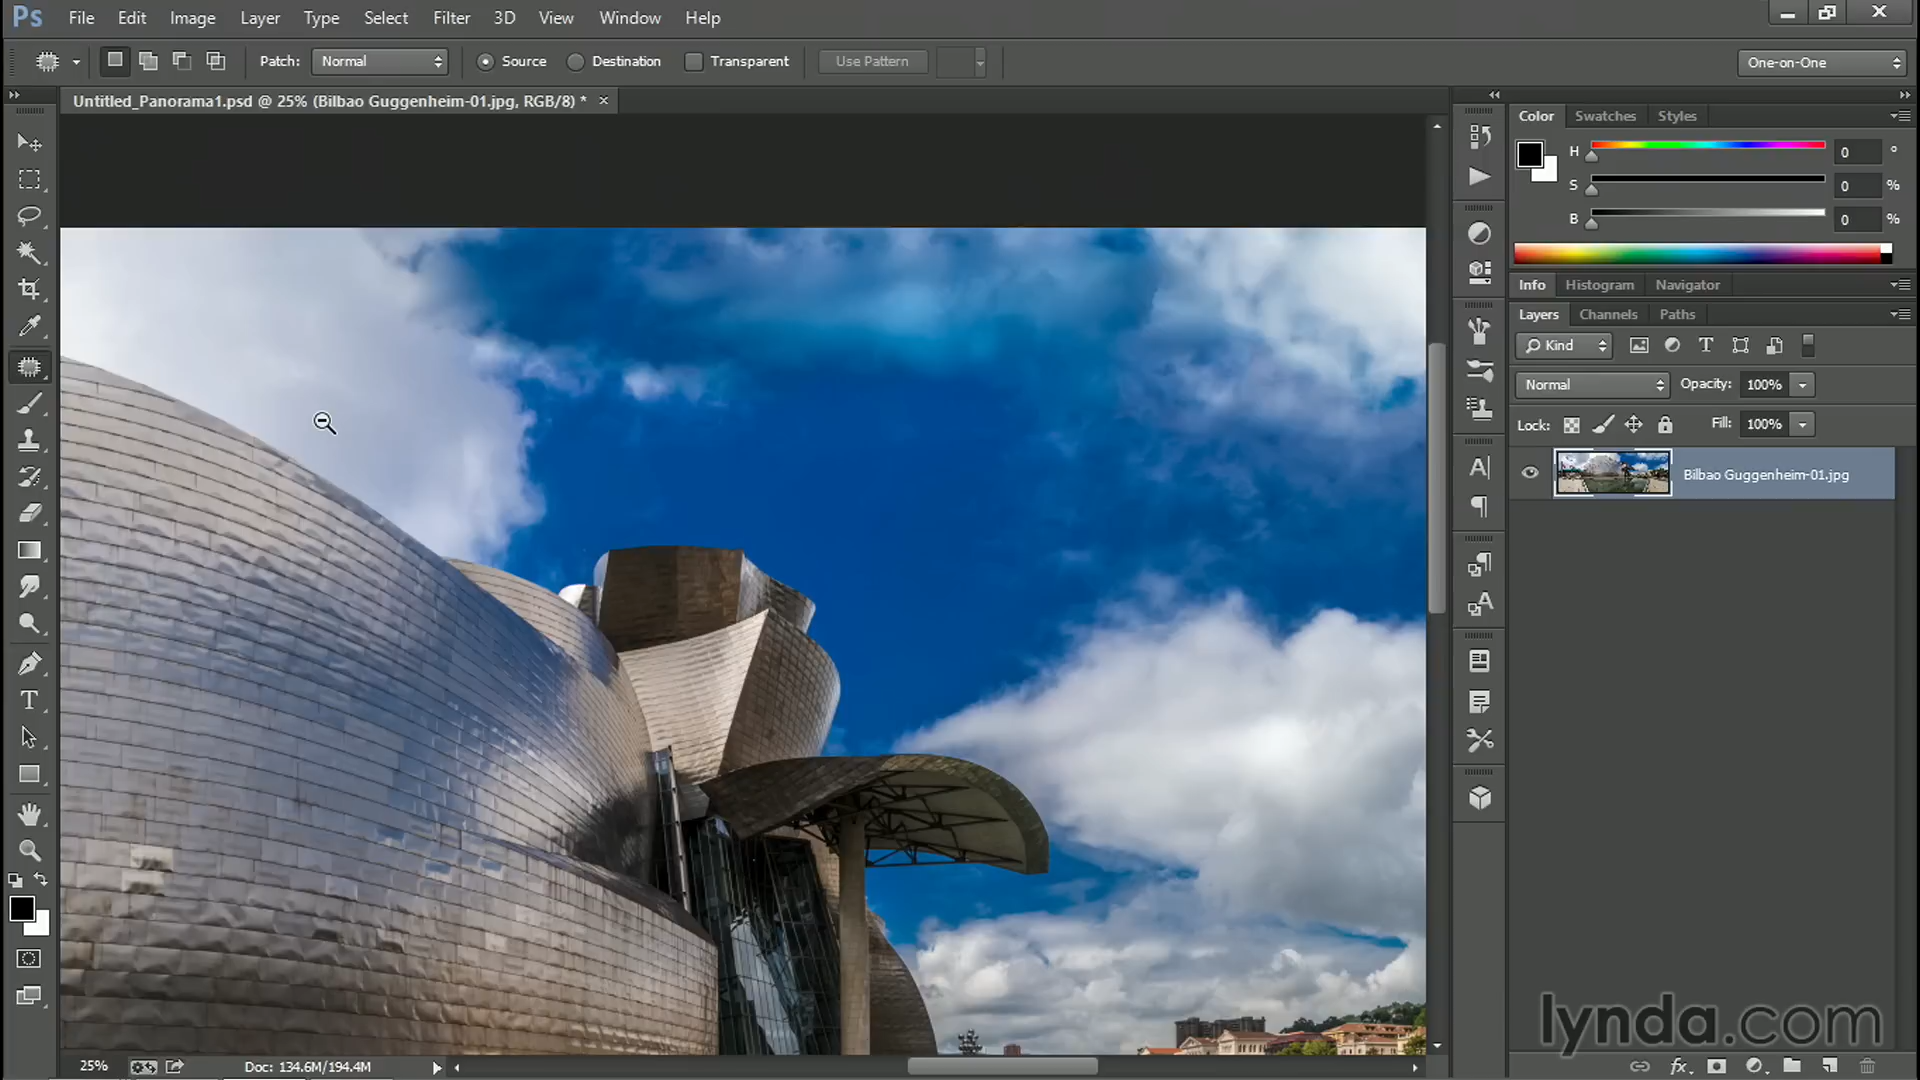 Ps File Edit Image Layer Type Select Filter 3D View Window Help
Patch: Normal Source Destination Transparent Use Pattern One-on-One
Untitled_Panorama1.psd @ 25% (Bilbao Guggenheim-01.jpg, RGB/8) * ×
Color Swatches Styles
H 0 °
S 0 %
B 0 %
Info Histogram Navigator
Layers Channels Paths
Kind
Normal Opacity: 100%
Lock: Fill: 100%
Bilbao Guggenheim-01.jpg
lynda.com
25% Doc: 134.6M/194.4M